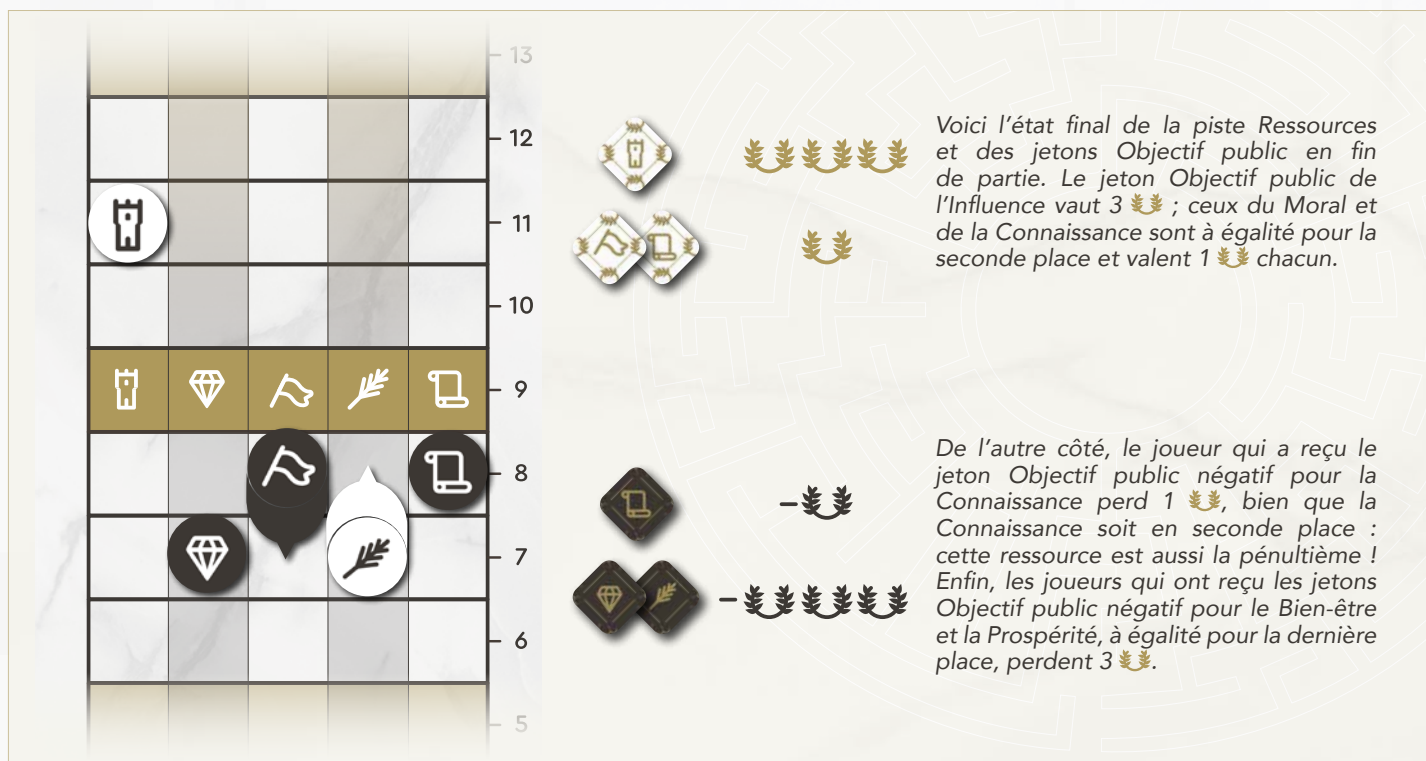 13
12
11
10
9
8
7
6
5
Voici l'état final de la piste Ressources
et des jetons Objectif public en fin
de partie. Le jeton Objectif public de
l'Influence vaut 3 ; ceux du Moral et
de la Connaissance sont à égalité pour la
seconde place et valent 1 chacun.
De l'autre côté, le joueur qui a reçu le
jeton Objectif public négatif pour la
Connaissance perd 1 , bien que la
Connaissance soit en seconde place :
cette ressource est aussi la pénultième !
Enfin, les joueurs qui ont reçu les jetons
Objectif public négatif pour le Bien-être
et la Prospérité, à égalité pour la dernière
place, perdent 3 .